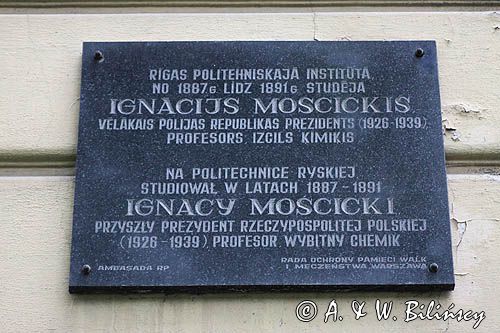 RĪGAS POLITEHNISKAJĀ INSTITŪTĀ
NO 1887 G. LĪDZ 1891 G. STUDĒJA
IGNACIJS MOSCICKIS
VĒLĀKAIS POLIJAS REPUBLIKAS PREZIDENTS (1926-1939)
PROFESORS, IZCILS ĶĪMIĶIS
NA POLITECHNICE RYSKIEJ
STUDIOWAŁ W LATACH 1887-1891
IGNACY MOŚCICKI
PRZYSZŁY PREZYDENT RZECZYPOSPOLITEJ POLSKIEJ
(1926-1939) PROFESOR WYBITNY CHEMIK
AMBASADA RP
RADA OCHRONY PAMIĘCI WALK
I MĘCZEŃSTWA WARSZAWA
© A. & W. Bilińscy